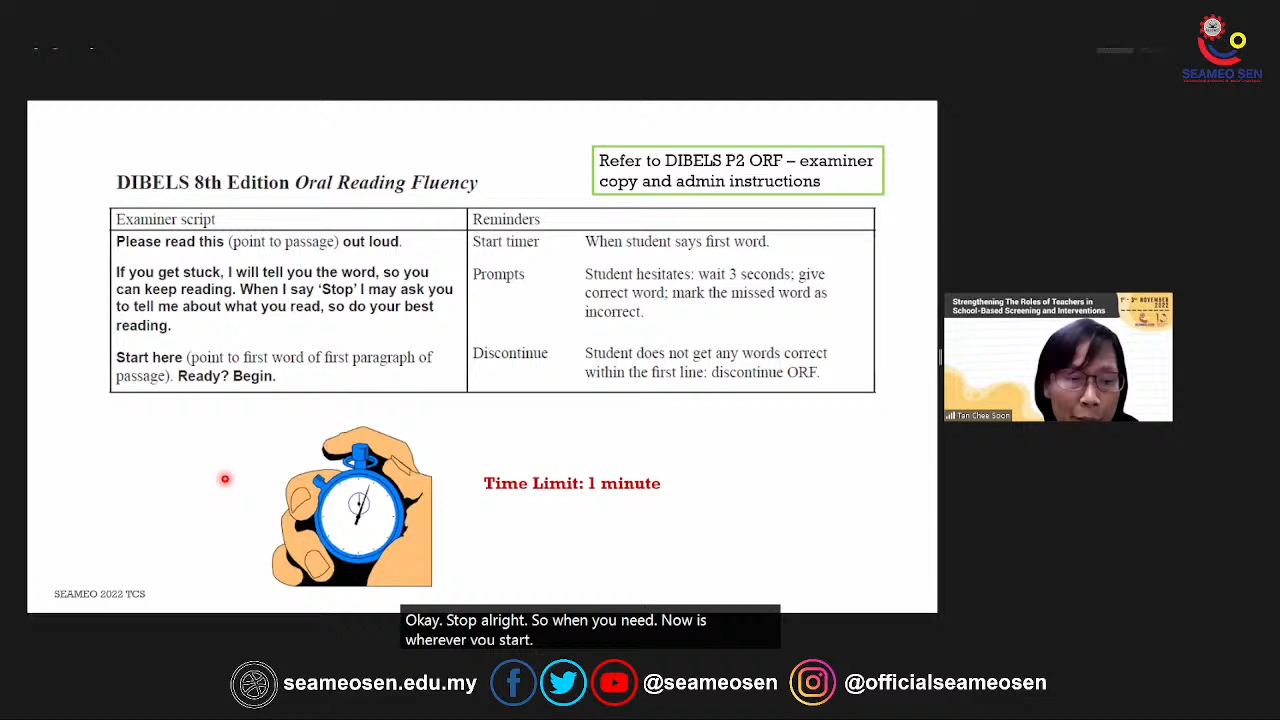 SEAMEO SEN
Refer to DIBELS P2 ORF – examiner
copy and admin instructions
DIBELS 8th Edition Oral Reading Fluency
Examiner script
Reminders
Please read this (point to passage) out loud.
Start timer
When student says first word.
If you get stuck, I will tell you the word, so you
can keep reading. When I say ‘Stop’ I may ask you
to tell me about what you read, so do your best
reading.
Prompts
Student hesitates: wait 3 seconds; give
correct word; mark the missed word as
incorrect.
Start here (point to first word of first paragraph of
passage). Ready? Begin.
Discontinue
Student does not get any words correct
within the first line: discontinue ORF.
Time Limit: 1 minute
SEAMEO 2022 TCS
Strengthening The Roles of Teachers in
School-Based Screening and Interventions
1st - 3rd NOVEMBER
2022
Tan Chee Soon
Okay. Stop alright. So when you need. Now is
wherever you start.
seameosen.edu.my
@seameosen
@officialseameosen